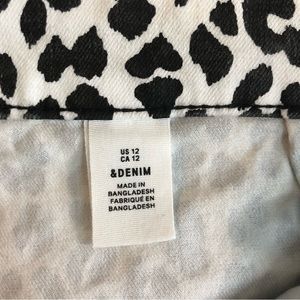 US 12
CA 12
&DENIM
MADE IN
BANGLADESH
FABRIQUÉ EN
BANGLADESH